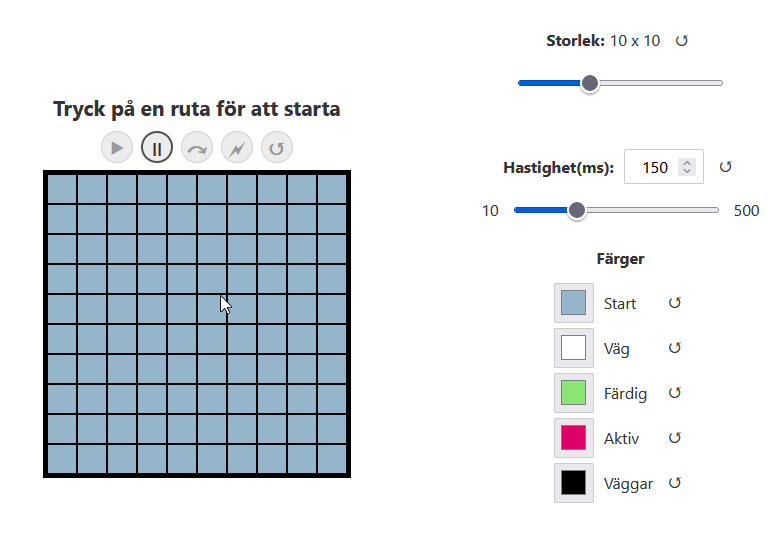 Storlek: 10 x 10
Tryck på en ruta för att starta
Hastighet(ms): 150
10 500
Färger
Start
Väg
Färdig
Aktiv
Väggar